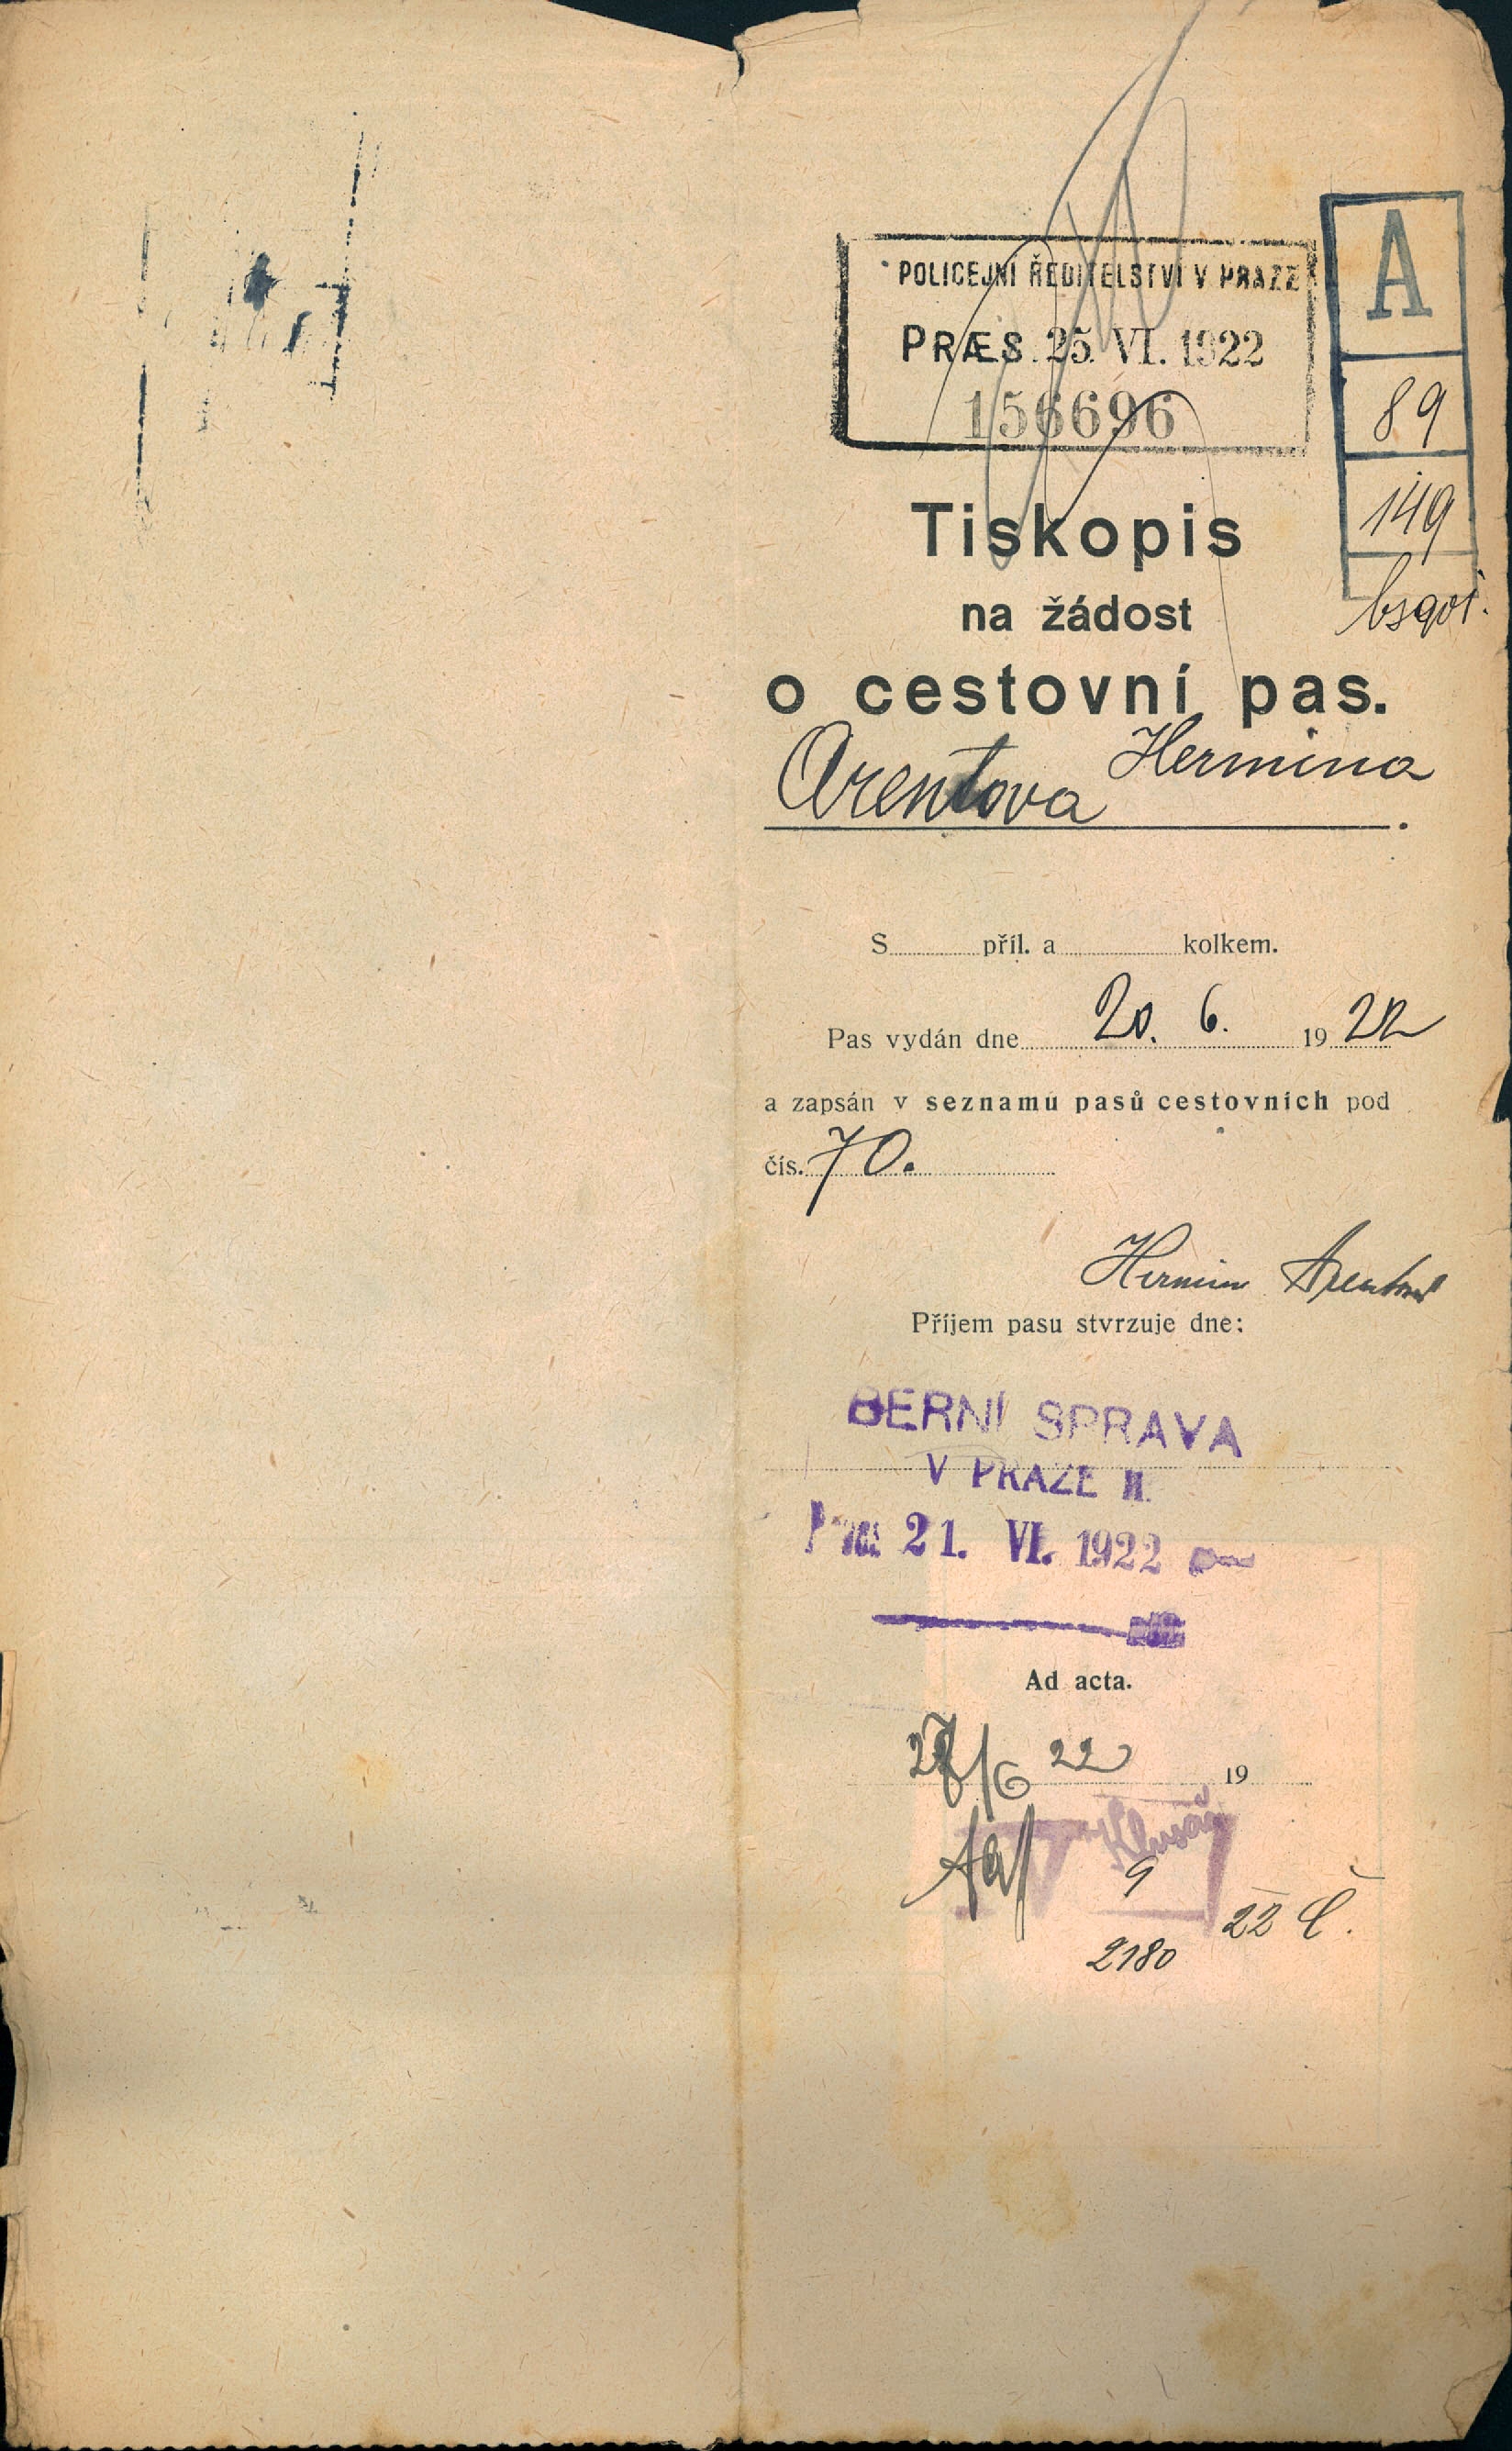 POLICEJNÍ ŘEDITELSTVÍ V PRAZE
PRÆS. 25. VI. 1922
156696
A
89
149
Tiskopis
na žádost
o cestovní pas.
Arentova Hermina
S příl. a kolkem.
Pas vydán dne 20. 6. 1922
a zapsán v seznamu pasů cestovních pod
čís. 70.
Hermina Arentová
Příjem pasu stvrzuje dne:
BERNÍ SPRAVA
V PRAZE II.
21. VI. 1922
Ad acta.
22 19
9
22 Č.
2180